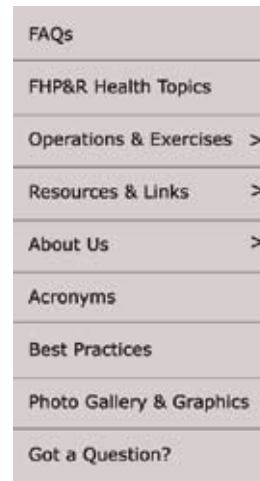 FAQs
FHP&R Health Topics
Operations & Exercises >
Resources & Links >
About Us >
Acronyms
Best Practices
Photo Gallery & Graphics
Got a Question?